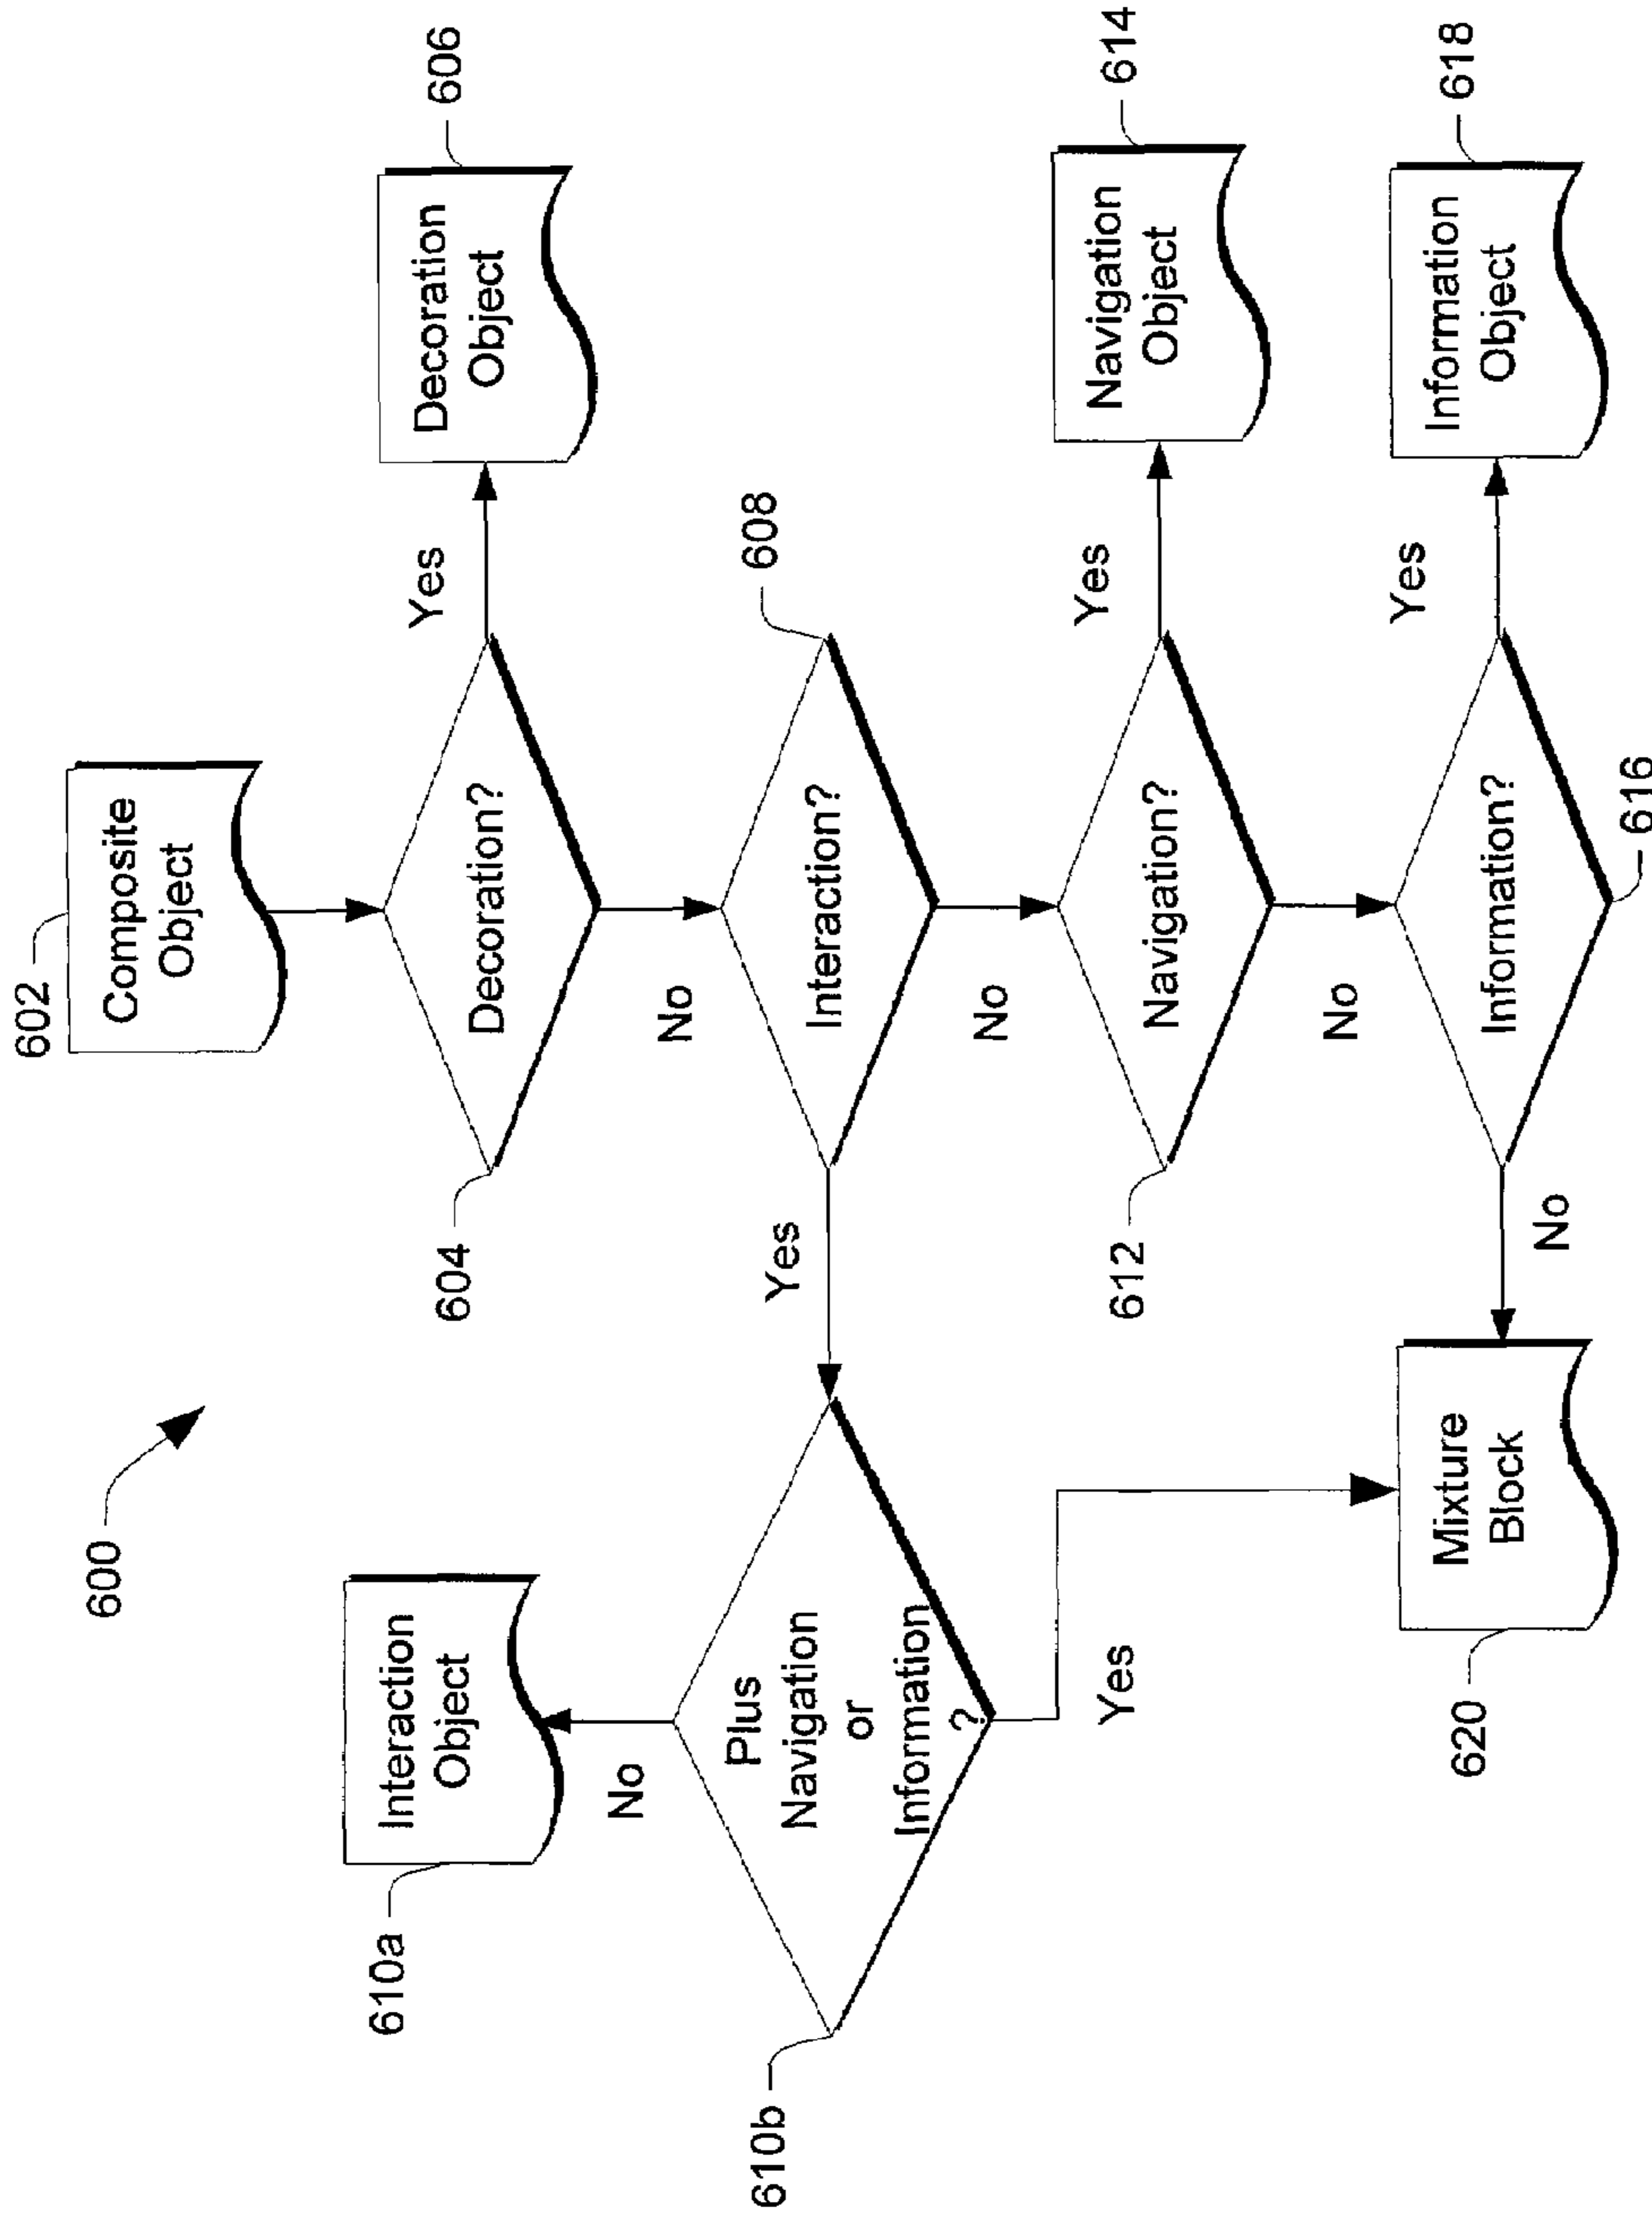 600
602
Composite
Object
610a
Interaction
Object
604
Decoration?
Yes
Decoration
Object
606
No
No
610b
Plus
Navigation
or
Information
?
Yes
Interaction?
608
No
Yes
612
Navigation?
Yes
Navigation
Object
614
No
620
Mixture
Block
No
Information?
616
Yes
Information
Object
618